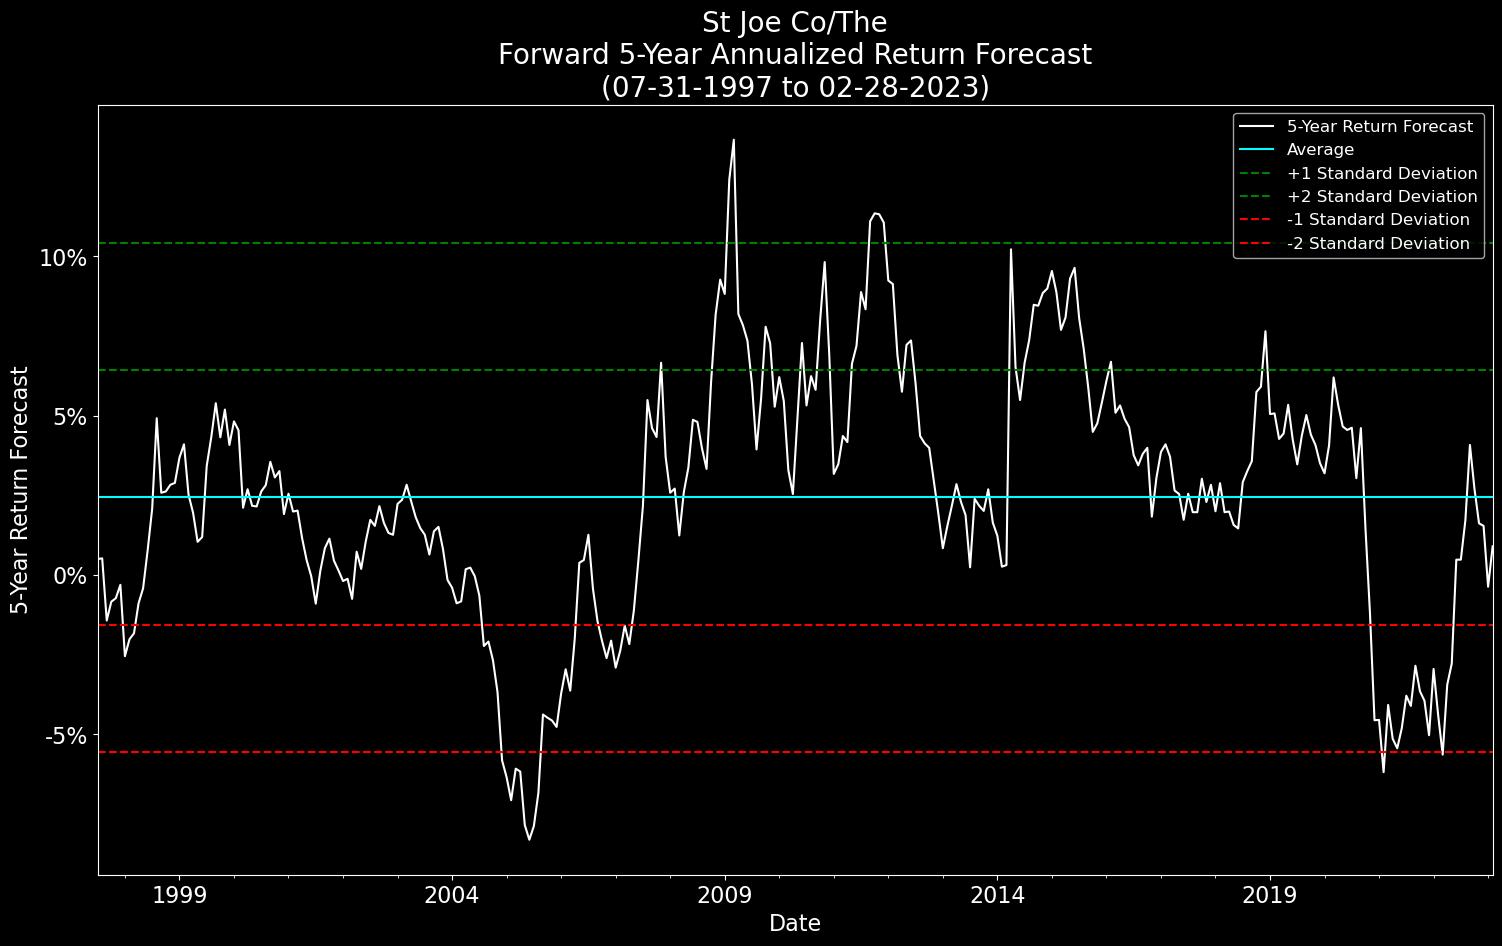 St Joe Co/The
Forward 5-Year Annualized Return Forecast
(07-31-1997 to 02-28-2023)
5-Year Return Forecast
Average
+1 Standard Deviation
+2 Standard Deviation
-1 Standard Deviation
-2 Standard Deviation
10%
5%
0%
-5%
5-Year Return Forecast
1999
2004
2009
2014
2019
Date